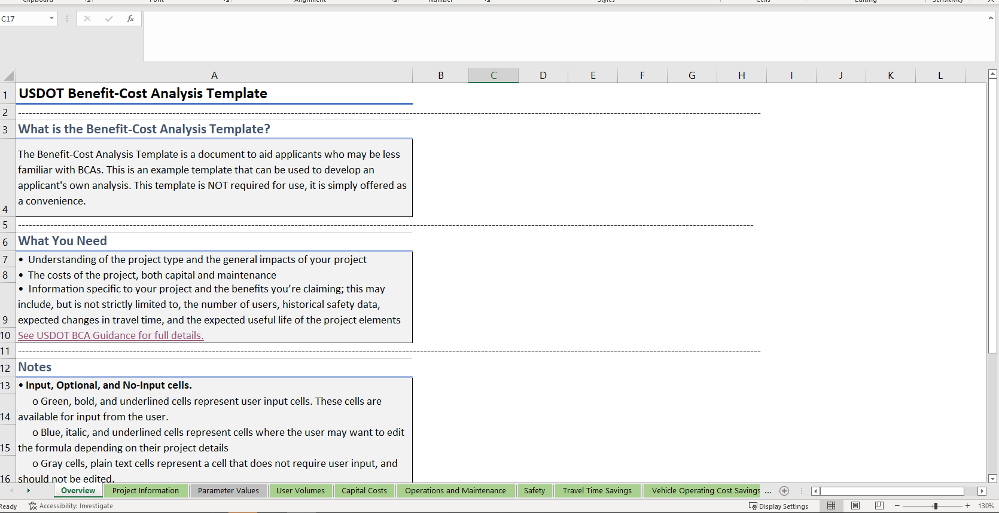 Clipboard Font Alignment Number Styles Cells Editing Sensitivity
C17 fx
A B C D E F G H I J K L
1 USDOT Benefit-Cost Analysis Template
2
3 What is the Benefit-Cost Analysis Template?
The Benefit-Cost Analysis Template is a document to aid applicants who may be less
familiar with BCAs. This is an example template that can be used to develop an
applicant's own analysis. This template is NOT required for use, it is simply offered as
a convenience.
4
5
6 What You Need
7 • Understanding of the project type and the general impacts of your project
8 • The costs of the project, both capital and maintenance
• Information specific to your project and the benefits you’re claiming; this may
include, but is not strictly limited to, the number of users, historical safety data,
9 expected changes in travel time, and the expected useful life of the project elements
10 See USDOT BCA Guidance for full details.
11
12 Notes
13 • Input, Optional, and No-Input cells.
o Green, bold, and underlined cells represent user input cells. These cells are
14 available for input from the user.
o Blue, italic, and underlined cells represent cells where the user may want to edit
15 the formula depending on their project details
o Gray cells, plain text cells represent a cell that does not require user input, and
16 should not be edited.
Overview Project Information Parameter Values User Volumes Capital Costs Operations and Maintenance Safety Travel Time Savings Vehicle Operating Cost Savings ...
Ready Accessibility: Investigate Display Settings 130%